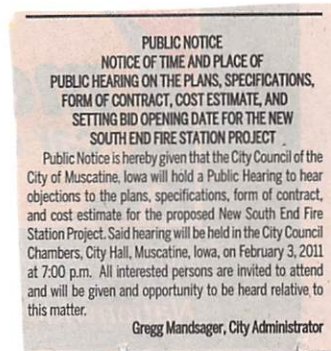 PUBLIC NOTICE
NOTICE OF TIME AND PLACE OF
PUBLIC HEARING ON THE PLANS, SPECIFICATIONS,
FORM OF CONTRACT, COST ESTIMATE, AND
SETTING BID OPENING DATE FOR THE NEW
SOUTH END FIRE STATION PROJECT
Public Notice is hereby given that the City Council of the
City of Muscatine, Iowa will hold a Public Hearing to hear
objections to the plans, specifications, form of contract,
and cost estimate for the proposed New South End Fire
Station Project. Said hearing will be held in the City Council
Chambers, City Hall, Muscatine, Iowa, on February 3, 2011
at 7:00 p.m. All interested persons are invited to attend
and will be given and opportunity to be heard relative to
this matter.
Gregg Mandsager, City Administrator